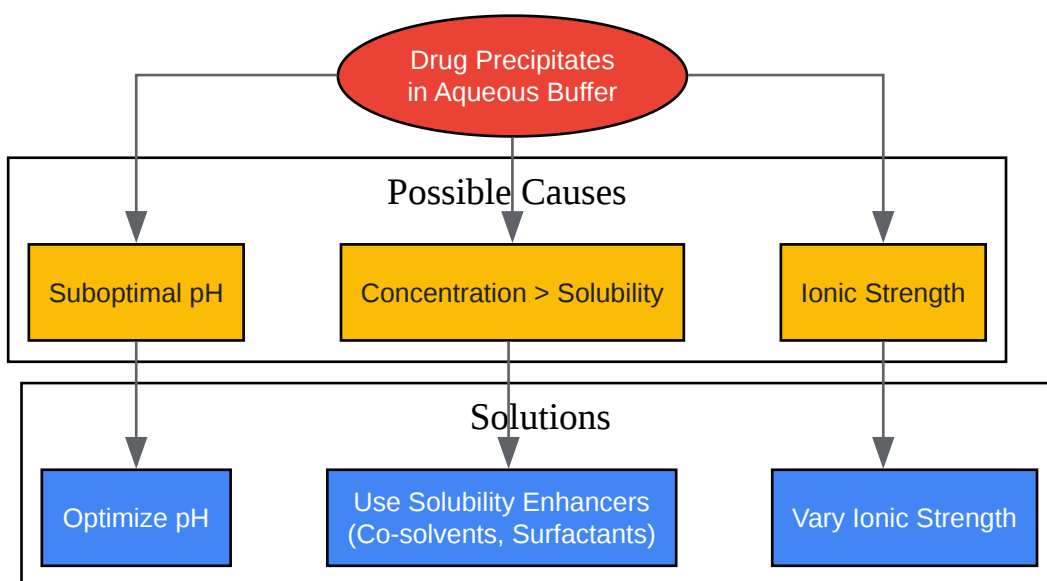 Drug Precipitates
in Aqueous Buffer
Possible Causes
Suboptimal pH
Concentration > Solubility
Ionic Strength
Solutions
Optimize pH
Use Solubility Enhancers
(Co-solvents, Surfactants)
Vary Ionic Strength